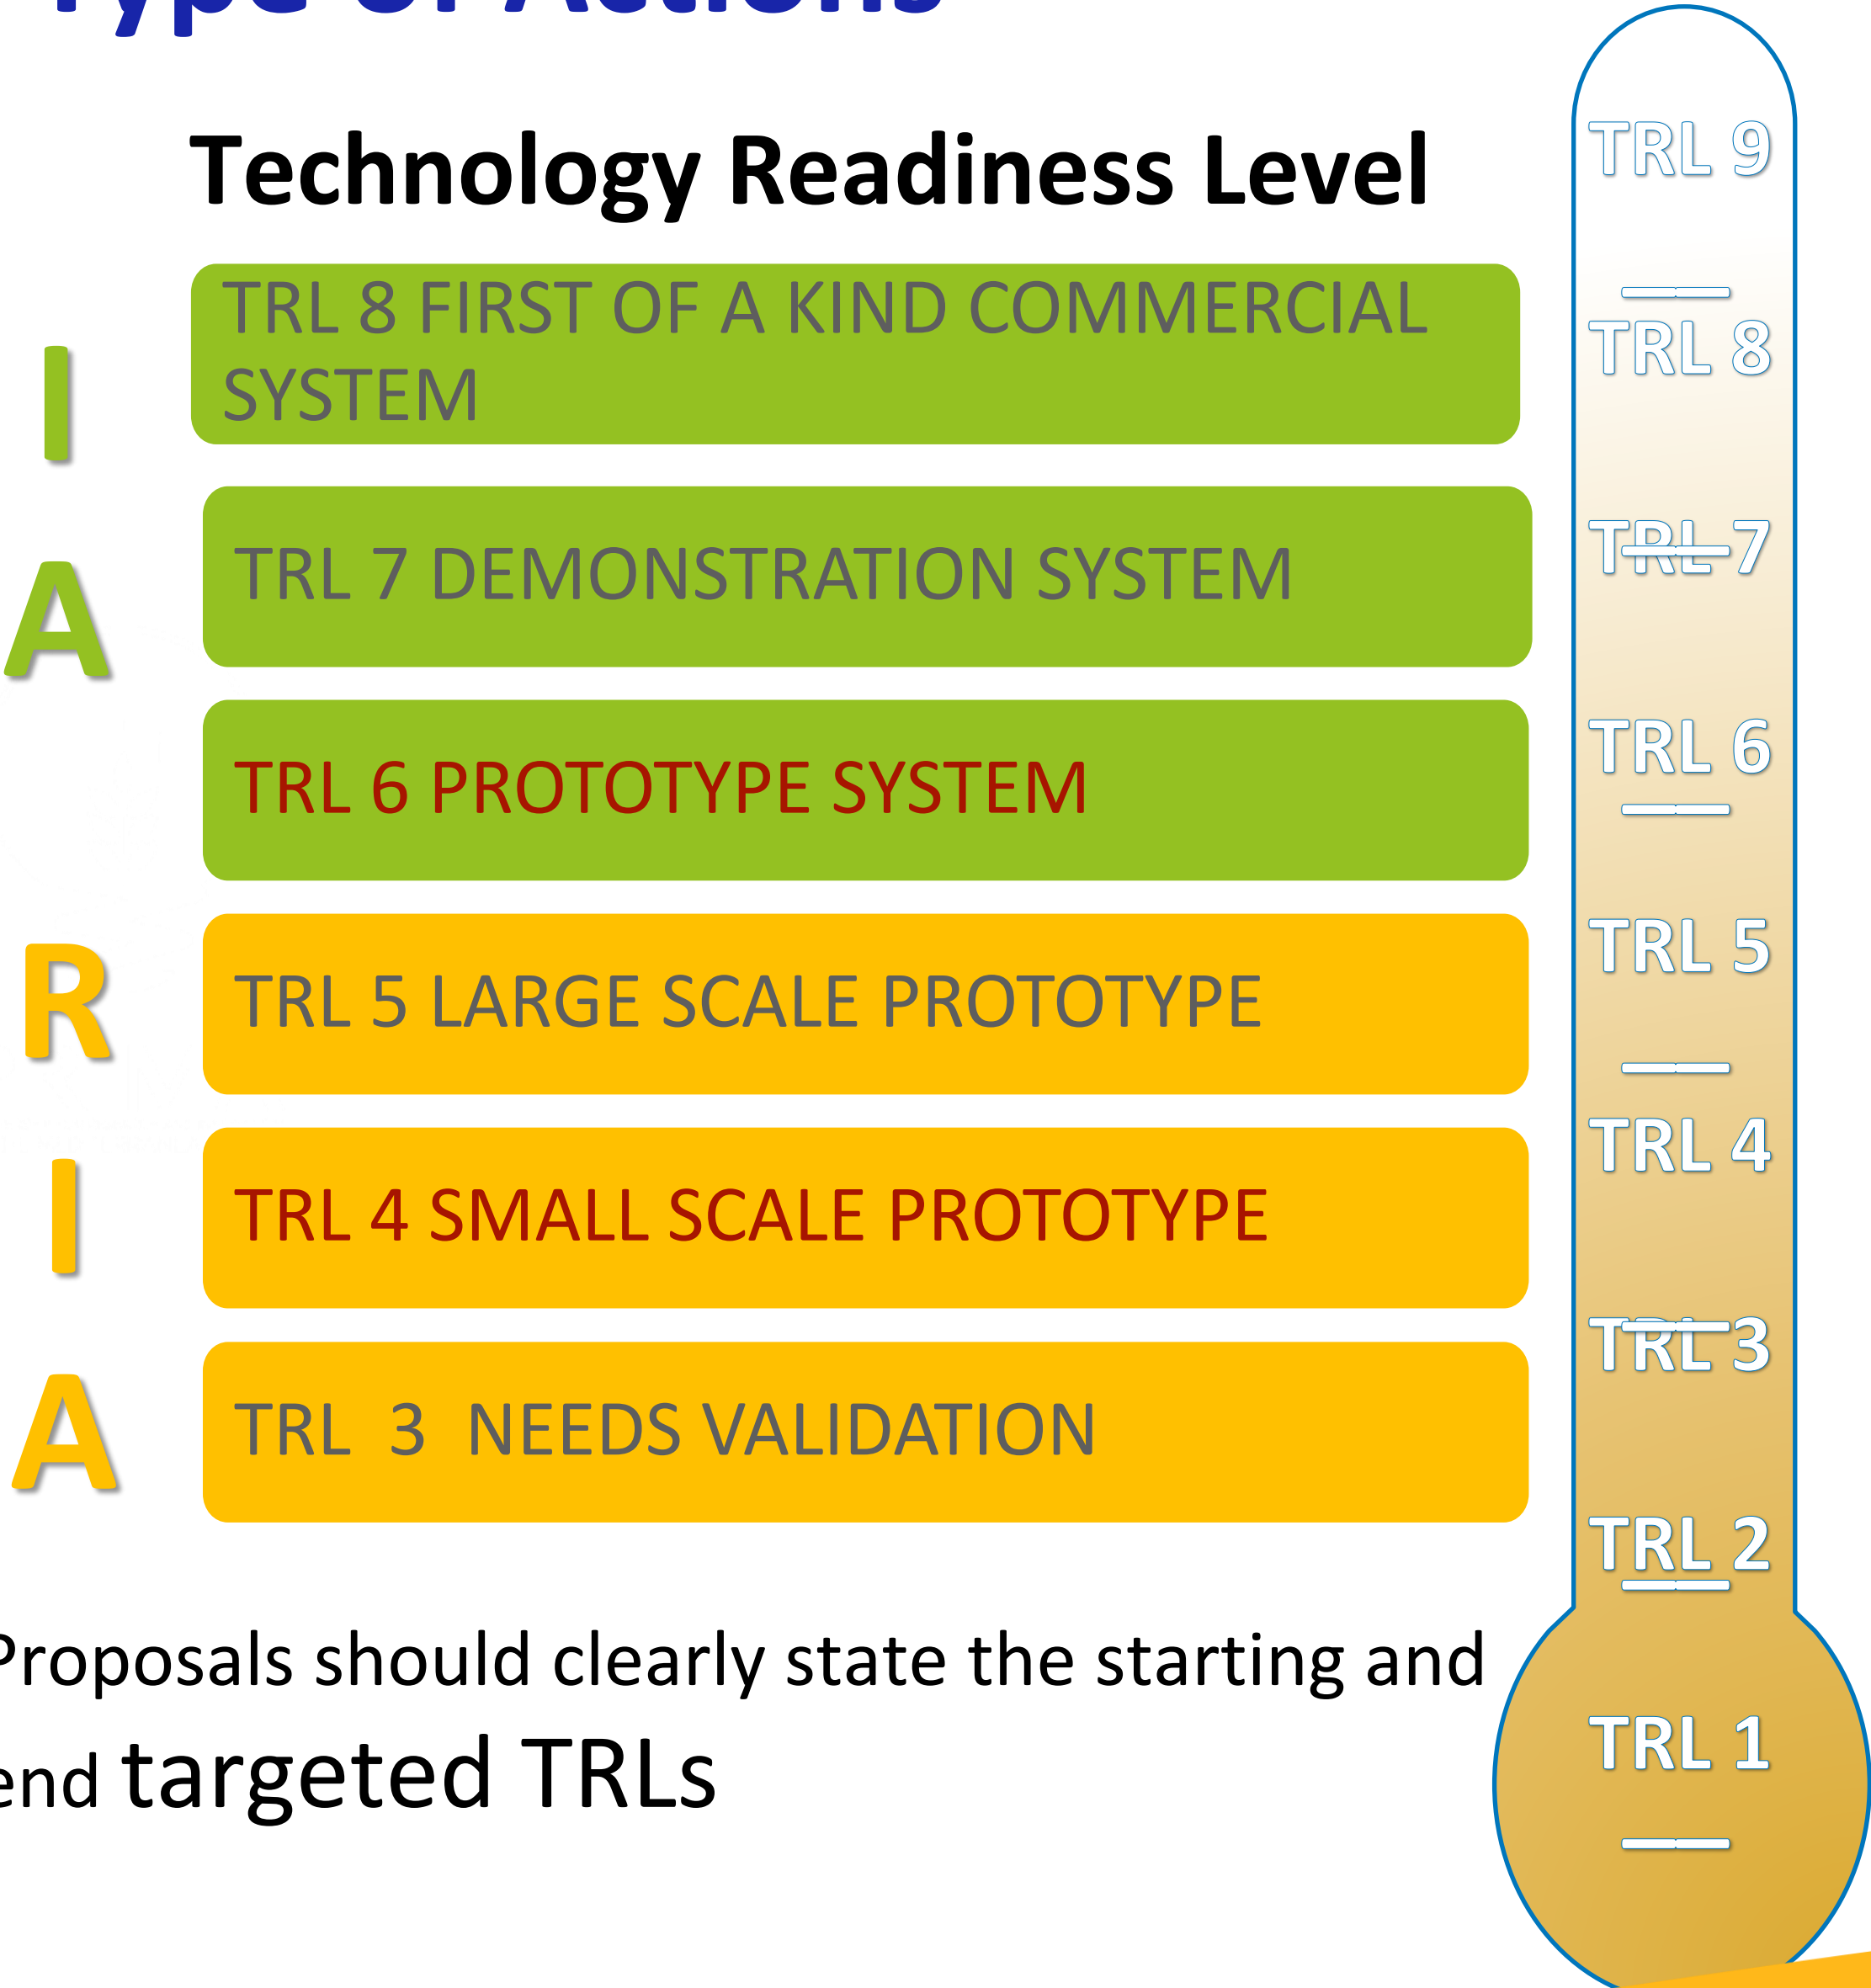 Type of Actions
Technology Readiness Level
I
A
R
I
A
TRL 8 FIRST OF A KIND COMMERCIAL
SYSTEM
TRL 7 DEMONSTRATION SYSTEM
TRL 6 PROTOTYPE SYSTEM
TRL 5 LARGE SCALE PROTOTYPE
TRL 4 SMALL SCALE PROTOTYPE
TRL 3 NEEDS VALIDATION
Proposals should clearly state the starting and
end targeted TRLs
TRL 9
TRL 8
TRL 7
TRL 6
TRL 5
TRL 4
TRL 3
TRL 2
TRL 1